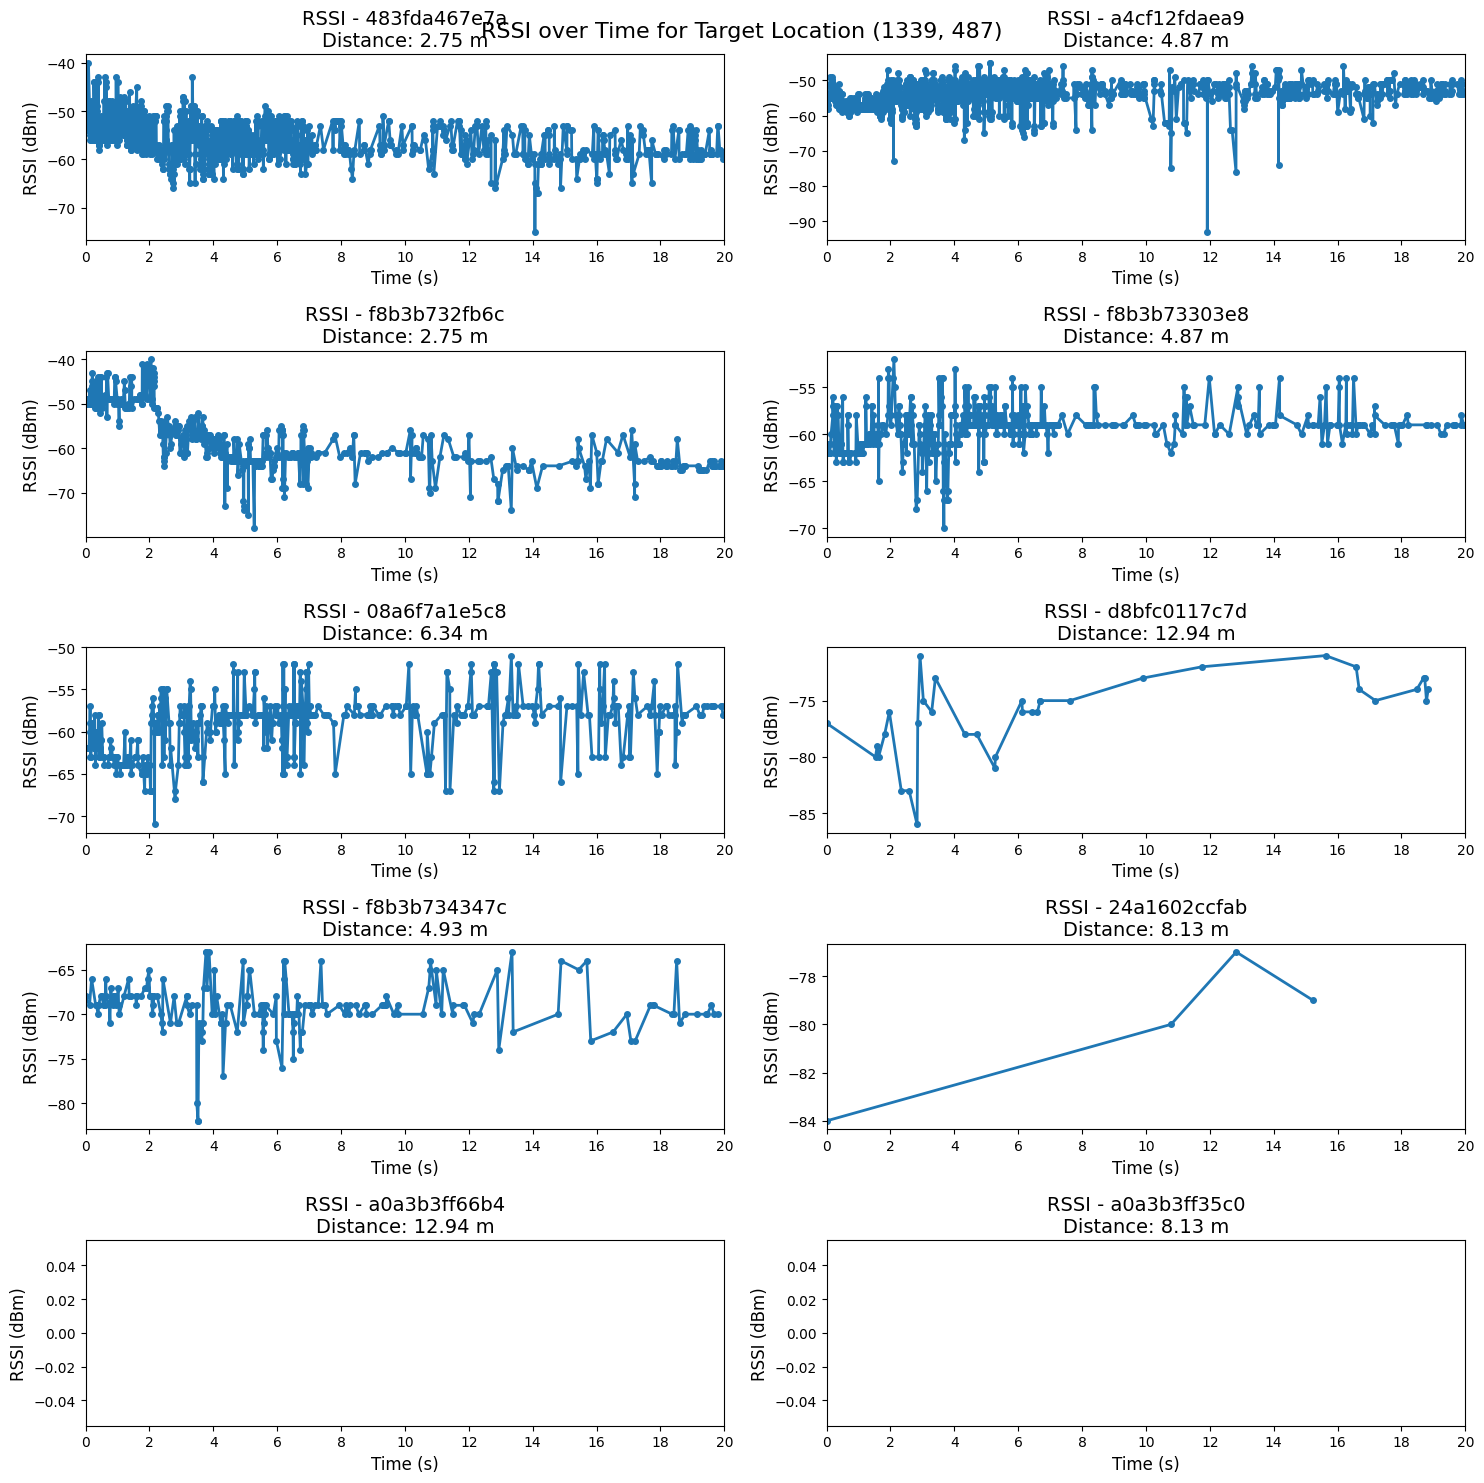 RSSI over Time for Target Location (1339, 487)
RSSI - 483fda467e7a
Distance: 2.75 m
−40
−50
−60
−70
RSSI (dBm)
0 2 4 6 8 10 12 14 16 18 20
Time (s)
RSSI - a4cf12fdaea9
Distance: 4.87 m
−50
−60
−70
−80
−90
RSSI (dBm)
0 2 4 6 8 10 12 14 16 18 20
Time (s)
RSSI - f8b3b732fb6c
Distance: 2.75 m
−40
−50
−60
−70
RSSI (dBm)
0 2 4 6 8 10 12 14 16 18 20
Time (s)
RSSI - f8b3b73303e8
Distance: 4.87 m
−55
−60
−65
−70
RSSI (dBm)
0 2 4 6 8 10 12 14 16 18 20
Time (s)
RSSI - 08a6f7a1e5c8
Distance: 6.34 m
−50
−55
−60
−65
−70
RSSI (dBm)
0 2 4 6 8 10 12 14 16 18 20
Time (s)
RSSI - d8bfc0117c7d
Distance: 12.94 m
−75
−80
−85
RSSI (dBm)
0 2 4 6 8 10 12 14 16 18 20
Time (s)
RSSI - f8b3b734347c
Distance: 4.93 m
−65
−70
−75
−80
RSSI (dBm)
0 2 4 6 8 10 12 14 16 18 20
Time (s)
RSSI - 24a1602ccfab
Distance: 8.13 m
−78
−80
−82
−84
RSSI (dBm)
0 2 4 6 8 10 12 14 16 18 20
Time (s)
RSSI - a0a3b3ff66b4
Distance: 12.94 m
0.04
0.02
0.00
−0.02
−0.04
RSSI (dBm)
0 2 4 6 8 10 12 14 16 18 20
Time (s)
RSSI - a0a3b3ff35c0
Distance: 8.13 m
0.04
0.02
0.00
−0.02
−0.04
RSSI (dBm)
0 2 4 6 8 10 12 14 16 18 20
Time (s)